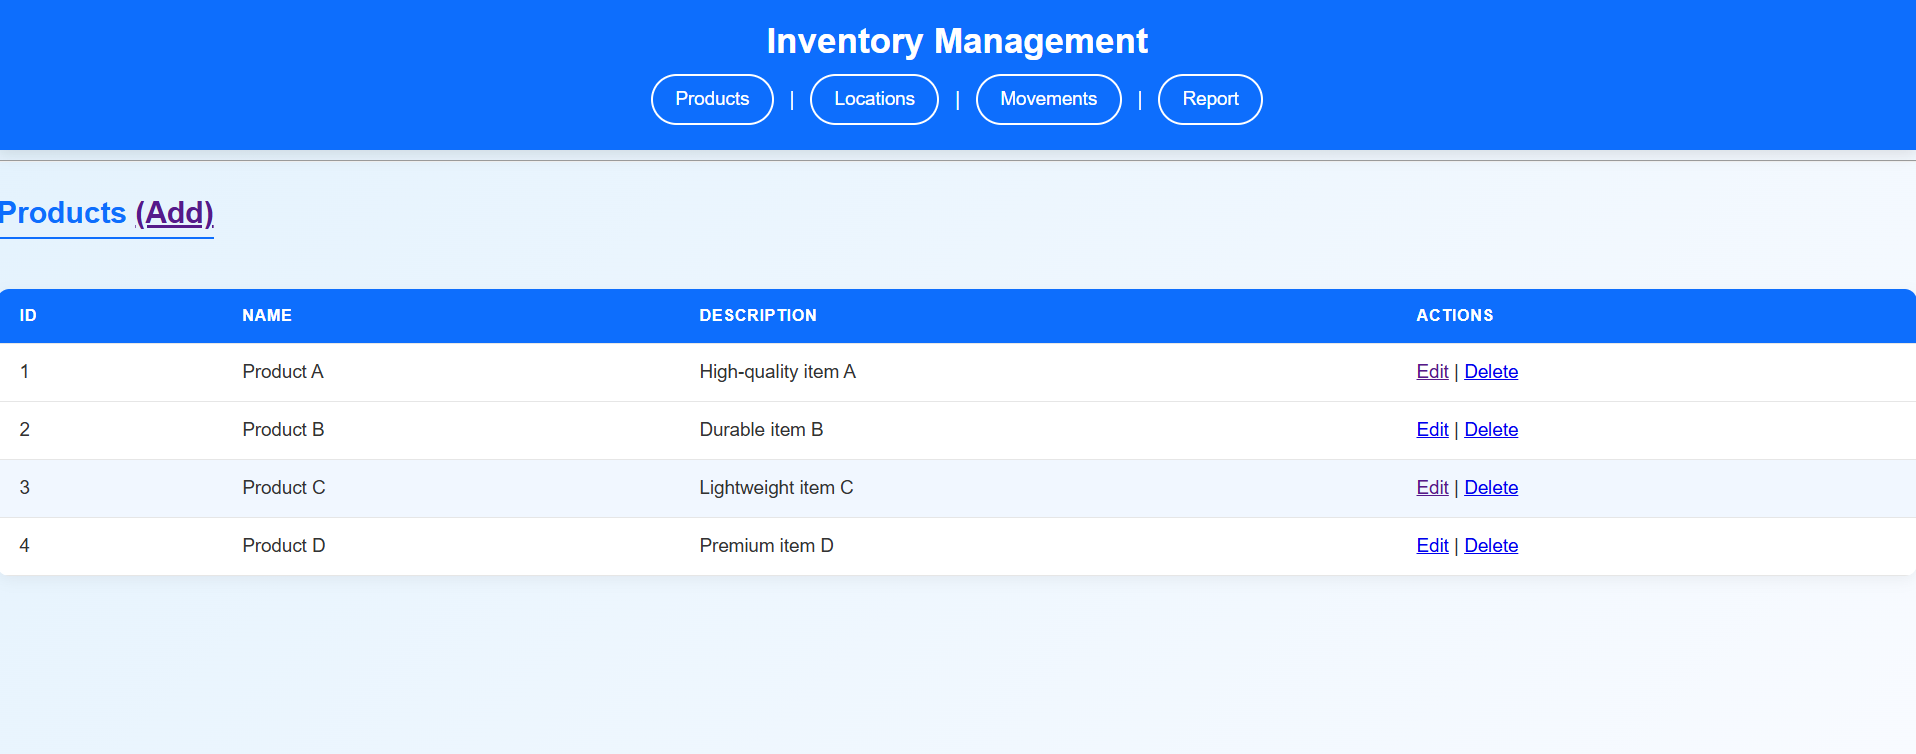 Inventory Management
Products | Locations | Movements | Report
Products (Add)
ID NAME DESCRIPTION ACTIONS
1 Product A High-quality item A Edit | Delete
2 Product B Durable item B Edit | Delete
3 Product C Lightweight item C Edit | Delete
4 Product D Premium item D Edit | Delete